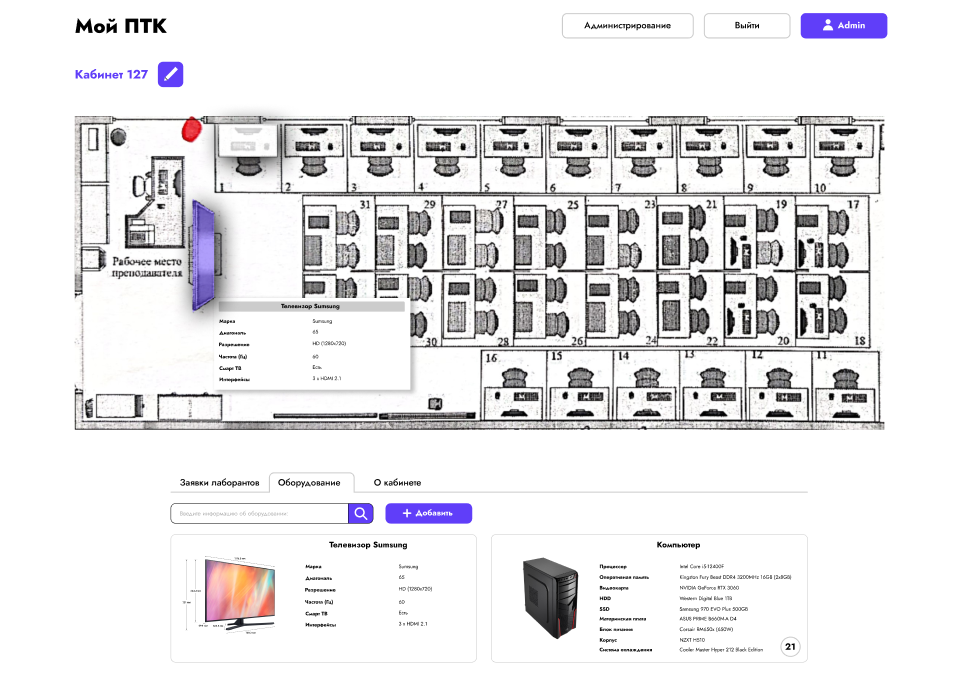 Мой ПТК
Администрирование
Выйти
Admin
Кабинет 127
1 2 3 4 5 6 7 8 9 10
31 29 27 25 23 21 19 17
Рабочее место
преподавателя
Телевизор Sumsung
Марка Sumsung
Диагональ 65
Разрешение HD (1280x720)
Частота (Гц) 60
Смарт ТВ Есть
Интерфейсы 3 x HDMI 2.1
30 28 26 24 22 20 18
16 15 14 13 12 11
Заявки лаборантов
Оборудование
О кабинете
Введите информацию об оборудовании:
Добавить
Телевизор Sumsung
Марка Sumsung
Диагональ 65
Разрешение HD (1280x720)
Частота (Гц) 60
Смарт ТВ Есть
Интерфейсы 3 x HDMI 2.1
Компьютер
Процессор Intel Core i5-12400F
Оперативная память Kingston Fury Beast DDR4 3200MHz 16GB (2x8GB)
Видеокарта NVIDIA GeForce RTX 3060
HDD Western Digital Blue 1TB
SSD Samsung 970 EVO Plus 500GB
Материнская плата ASUS PRIME B660M-A D4
Блок питания Corsair RM650x (650W)
Корпус NZXT H510
Система охлаждения Cooler Master Hyper 212 Black Edition
21